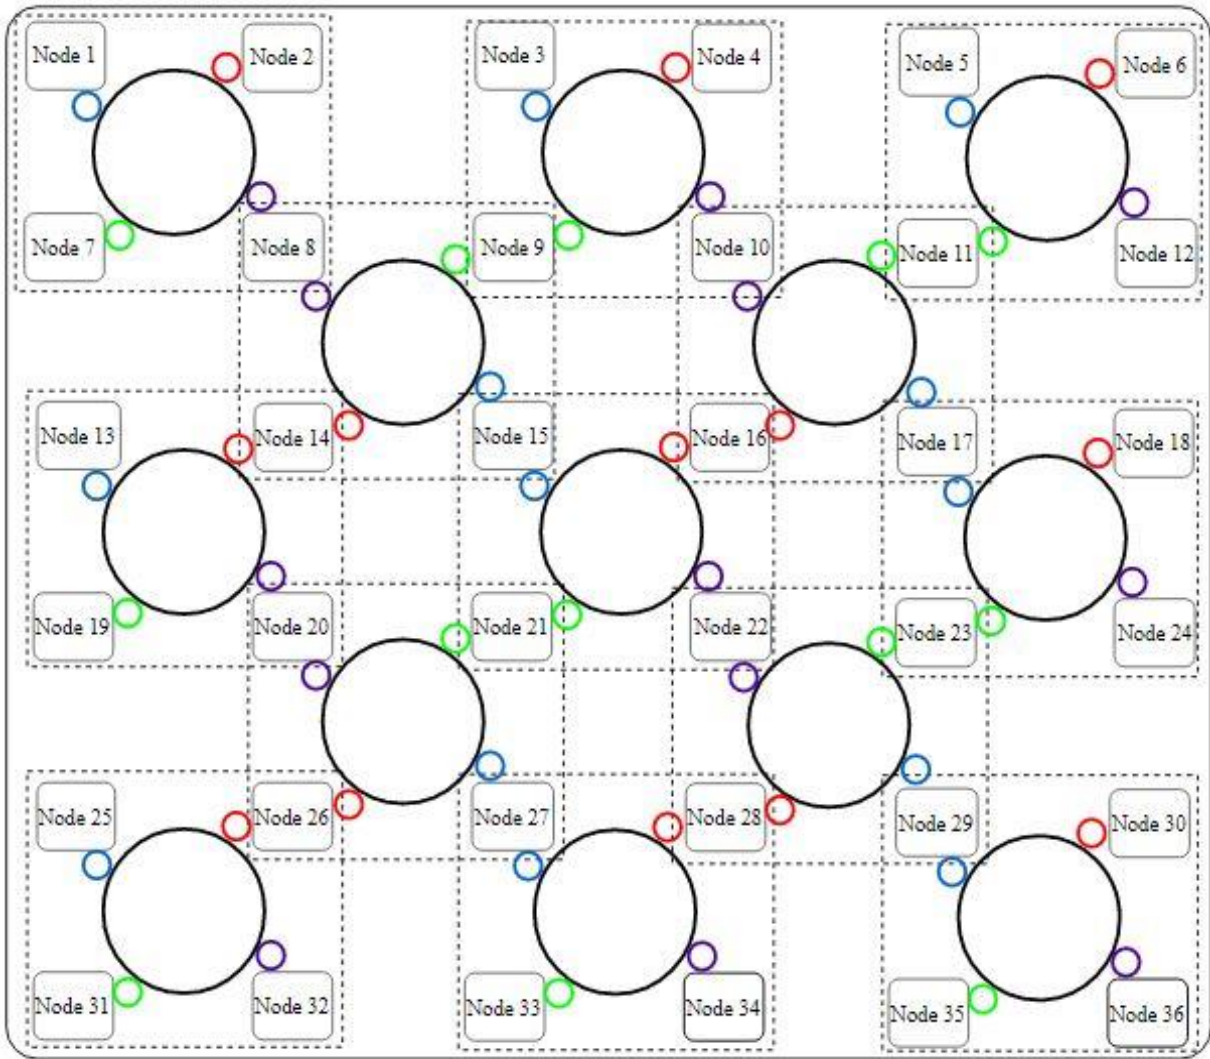 Node 1
Node 2
Node 3
Node 4
Node 5
Node 6
Node 7
Node 8
Node 9
Node 10
Node 11
Node 12
Node 13
Node 14
Node 15
Node 16
Node 17
Node 18
Node 19
Node 20
Node 21
Node 22
Node 23
Node 24
Node 25
Node 26
Node 27
Node 28
Node 29
Node 30
Node 31
Node 32
Node 33
Node 34
Node 35
Node 36